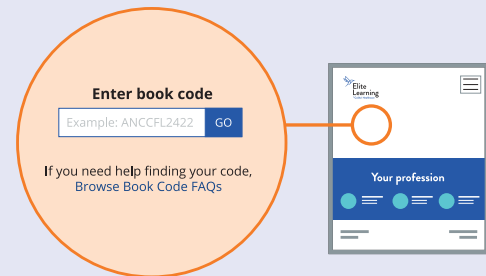 Enter book code
Example: ANCCFL2422 GO
If you need help finding your code,
Browse Book Code FAQs
Elite
Learning
Your profession